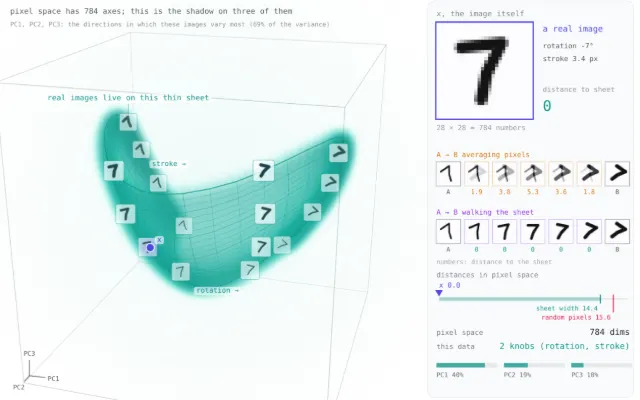 pixel space has 784 axes; this is the shadow on three of them
PC1, PC2, PC3: the directions in which these images vary most (69% of the variance)
real images live on this thin sheet
stroke →
x
rotation →
PC3
PC1
PC2
x, the image itself
a real image
rotation -7°
stroke 3.4 px
distance to sheet
0
28 × 28 = 784 numbers
A → B averaging pixels
A 1.9 3.8 5.3 3.6 1.8 B
A → B walking the sheet
A 0 0 0 0 0 B
numbers: distance to the sheet
distances in pixel space
x 0.0
sheet width 14.4
random pixels 15.6
pixel space 784 dims
this data 2 knobs (rotation, stroke)
PC1 40% PC2 19% PC3 10%